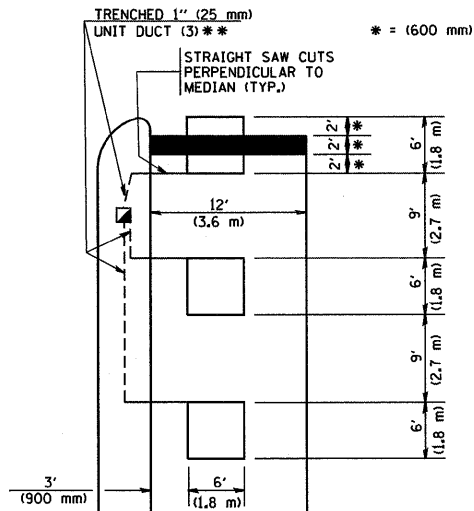 TRENCHED 1" (25 mm)
UNIT DUCT (3)**
* = (600 mm)
STRAIGHT SAW CUTS
PERPENDICULAR TO
MEDIAN (TYP.)
2' *
2' *
2' *
6'
(1.8 m)
12'
(3.6 m)
9'
(2.7 m)
6'
(1.8 m)
9'
(2.7 m)
6'
(1.8 m)
3'
(900 mm)
6'
(1.8 m)